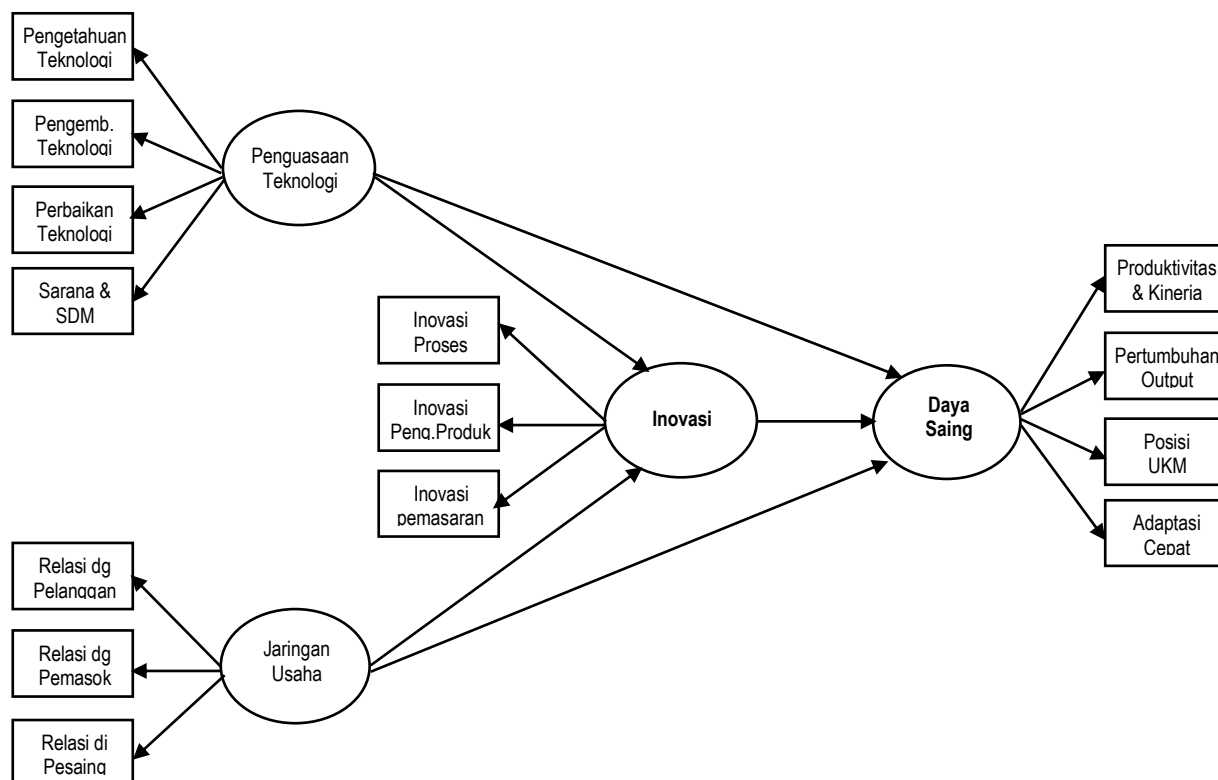 Pengetahuan
Teknologi
Pengemb.
Teknologi
Perbaikan
Teknologi
Sarana &
SDM
Penguasaan
Teknologi
Inovasi
Proses
Inovasi
Peng.Produk
Inovasi
pemasaran
Inovasi
Daya
Saing
Produktivitas
& Kinerja
Pertumbuhan
Output
Posisi
UKM
Adaptasi
Cepat
Relasi dg
Pelanggan
Relasi dg
Pemasok
Relasi di
Pesaing
Jaringan
Usaha